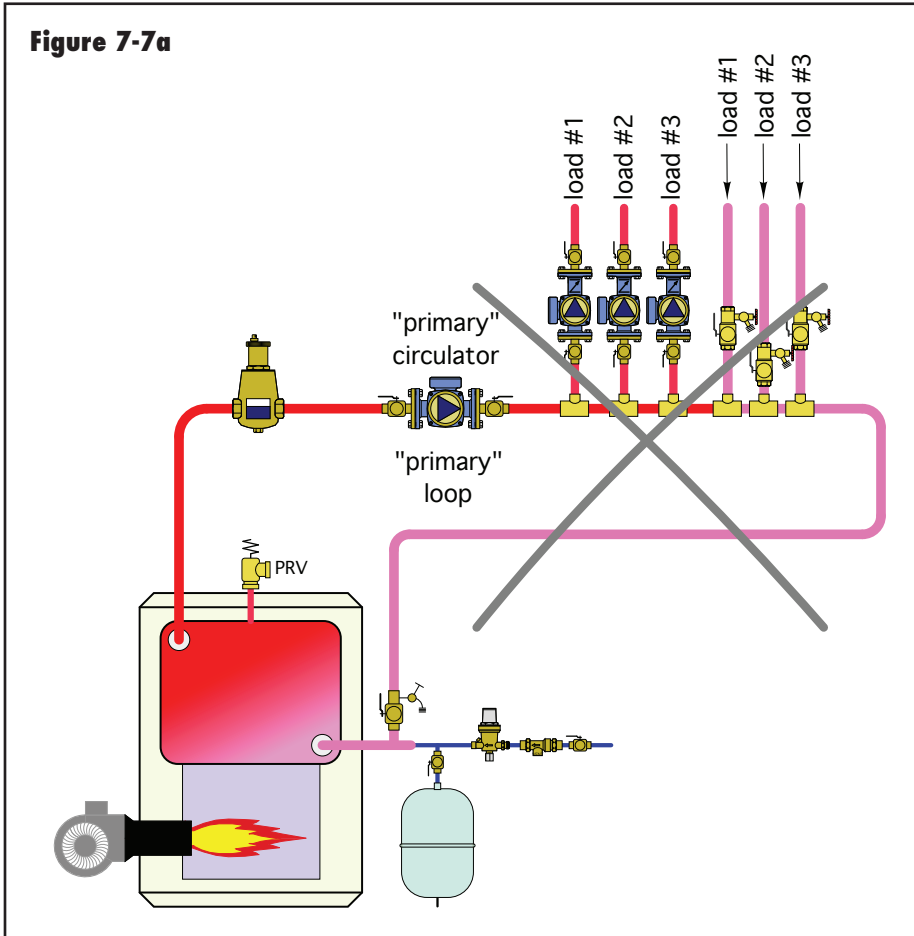 Figure 7-7a
load #1
load #2
load #3
load #1
load #2
load #3
"primary"
circulator
"primary"
loop
PRV